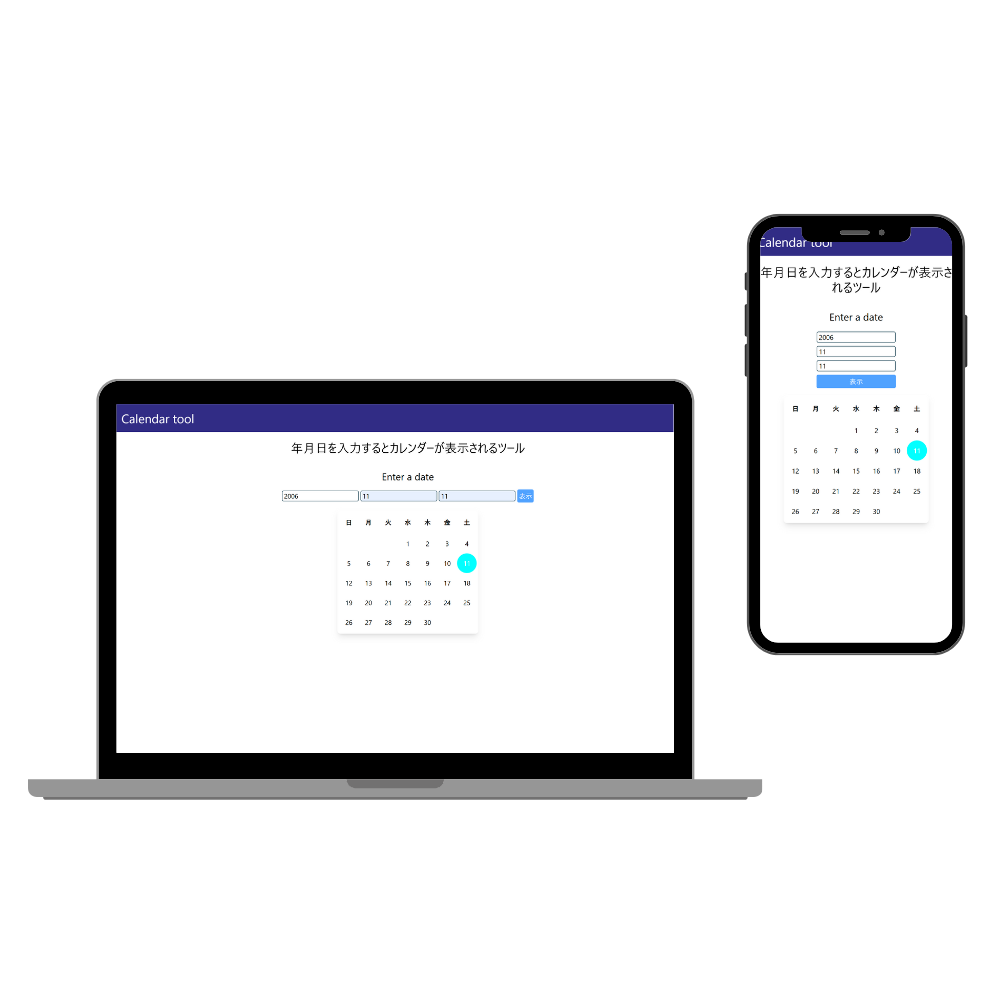 Calendar tool
年月日を入力するとカレンダーが表示されるツール
Enter a date
2006 11 11 表示
日 月 火 水 木 金 土
1 2 3 4
5 6 7 8 9 10 11
12 13 14 15 16 17 18
19 20 21 22 23 24 25
26 27 28 29 30
Calendar tool
年月日を入力するとカレンダーが表示さ
れるツール
Enter a date
2006
11
11
表示
日 月 火 水 木 金 土
1 2 3 4
5 6 7 8 9 10 11
12 13 14 15 16 17 18
19 20 21 22 23 24 25
26 27 28 29 30